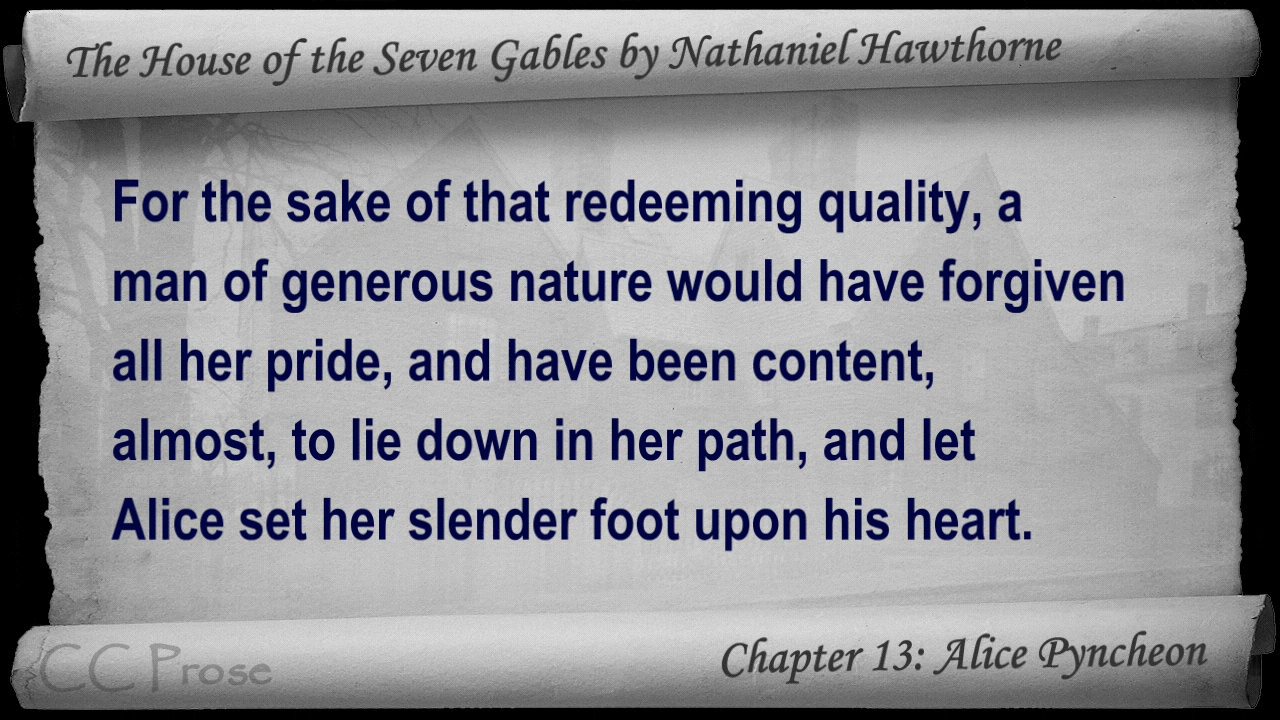 The House of the Seven Gables by Nathaniel Hawthorne
For the sake of that redeeming quality, a
man of generous nature would have forgiven
all her pride, and have been content,
almost, to lie down in her path, and let
Alice set her slender foot upon his heart.
CC Prose
Chapter 13: Alice Pyncheon